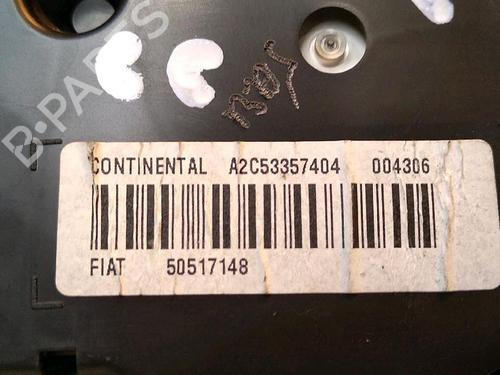 B-PARTS
CONTINENTAL A2C53357404 004306
FIAT 50517148